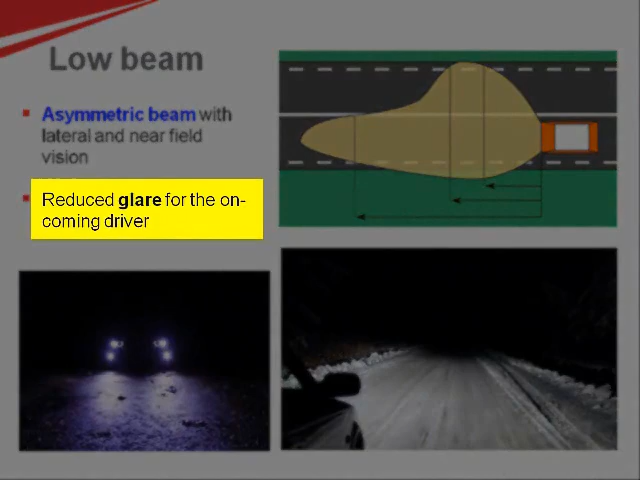 Low beam
Asymmetric beam with
lateral and near field
vision
Reduced glare for the on-
coming driver